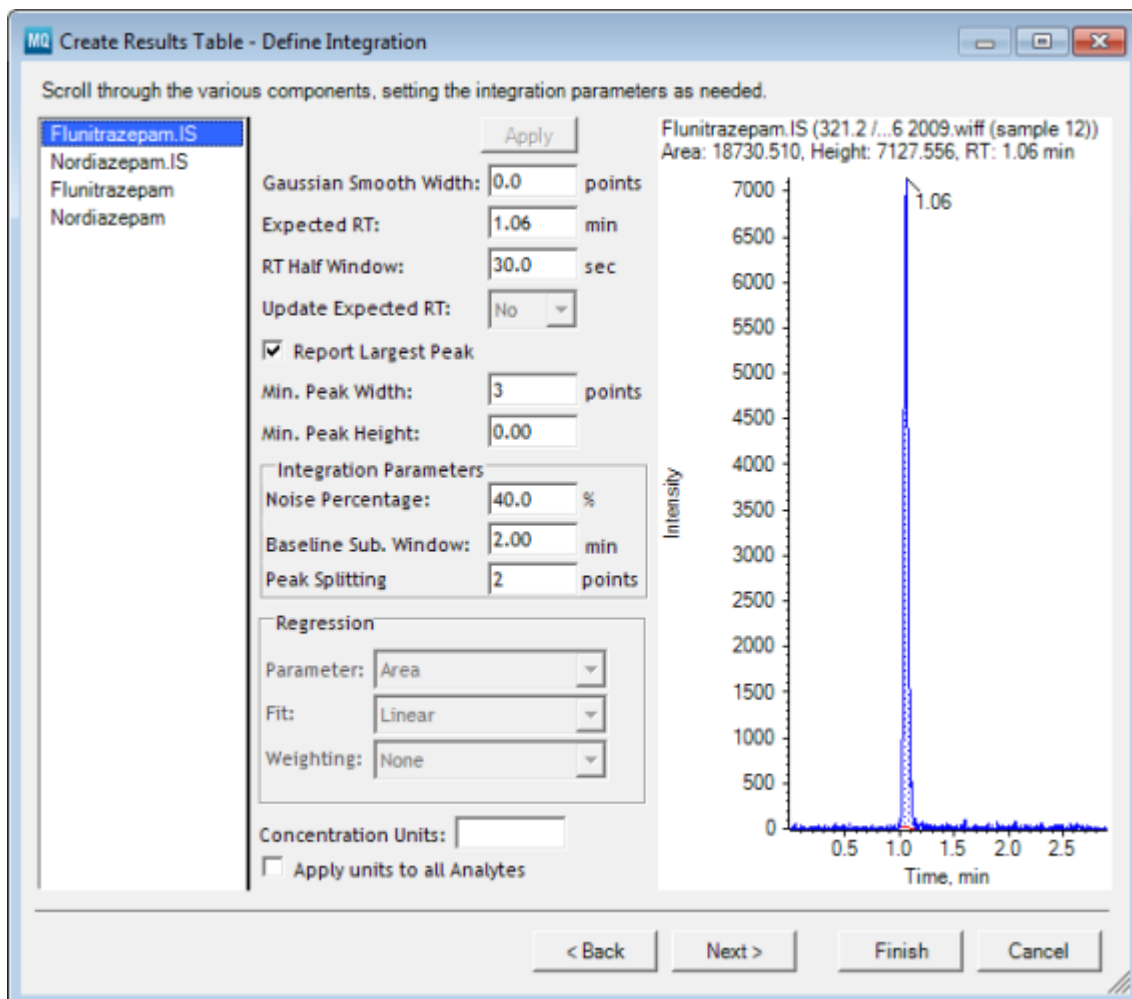 MQ Create Results Table - Define Integration
Scroll through the various components, setting the integration parameters as needed.
Flunitrazepam.IS
Nordiazepam.IS
Flunitrazepam
Nordiazepam
Apply
Gaussian Smooth Width: 0.0 points
Expected RT: 1.06 min
RT Half Window: 30.0 sec
Update Expected RT: No
Report Largest Peak
Min. Peak Width: 3 points
Min. Peak Height: 0.00
Integration Parameters
Noise Percentage: 40.0 %
Baseline Sub. Window: 2.00 min
Peak Splitting 2 points
Regression
Parameter: Area
Fit: Linear
Weighting: None
Concentration Units:
Apply units to all Analytes
Flunitrazepam.IS (321.2 /...6 2009.wiff (sample 12))
Area: 18730.510, Height: 7127.556, RT: 1.06 min
1.06
7000
6500
6000
5500
5000
4500
4000
3500
3000
2500
2000
1500
1000
500
0
Intensity
0.5 1.0 1.5 2.0 2.5
Time, min
< Back Next > Finish Cancel